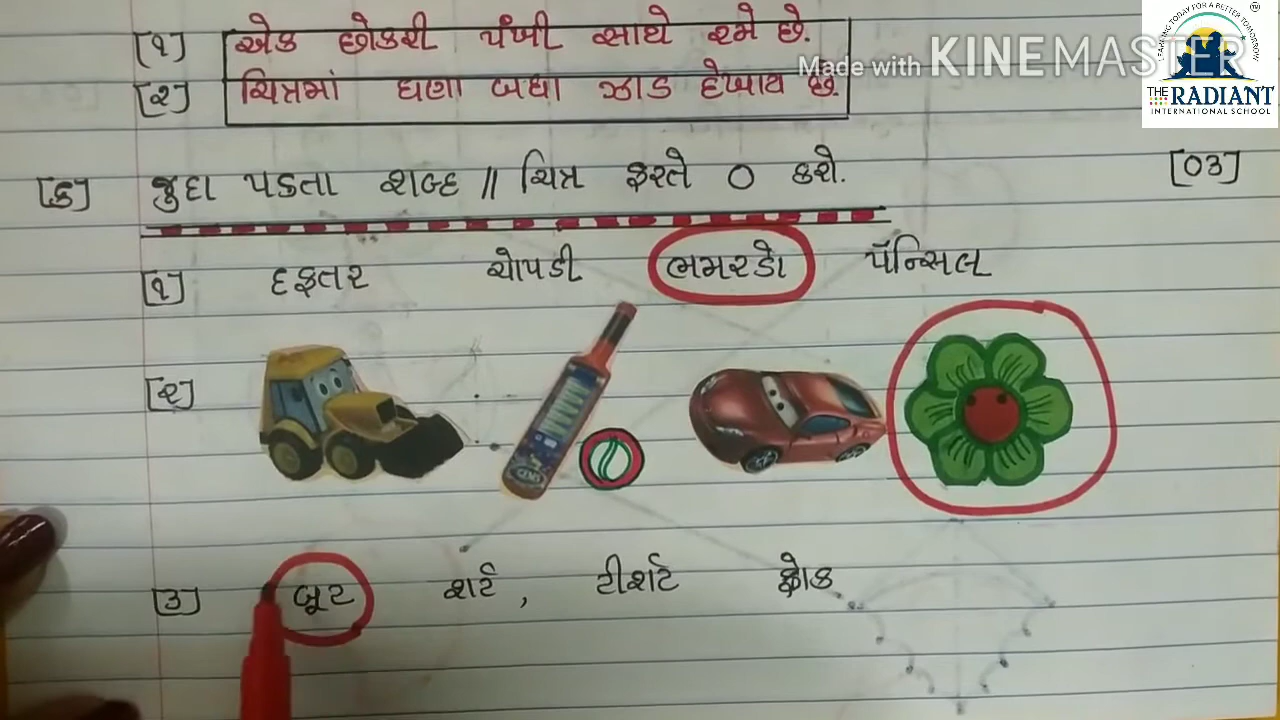 [૧] એક છોકરી પંખી સાથે રમે છે.
[૨] ચિત્રમાં ઘણા બધા ઝાડ દેખાય છે.
Made with KINEMASTER
THE RADIANT
INTERNATIONAL SCHOOL
[ક] જુદા પડતા શબ્દ // ચિત્ર ફરતે O કરો. [૦૩]
[૧] દફતર ચોપડી ભમરડો પૅન્સિલ
[૨]
[૩] બૂટ શર્ટ, ટીશર્ટ ફ્રોક